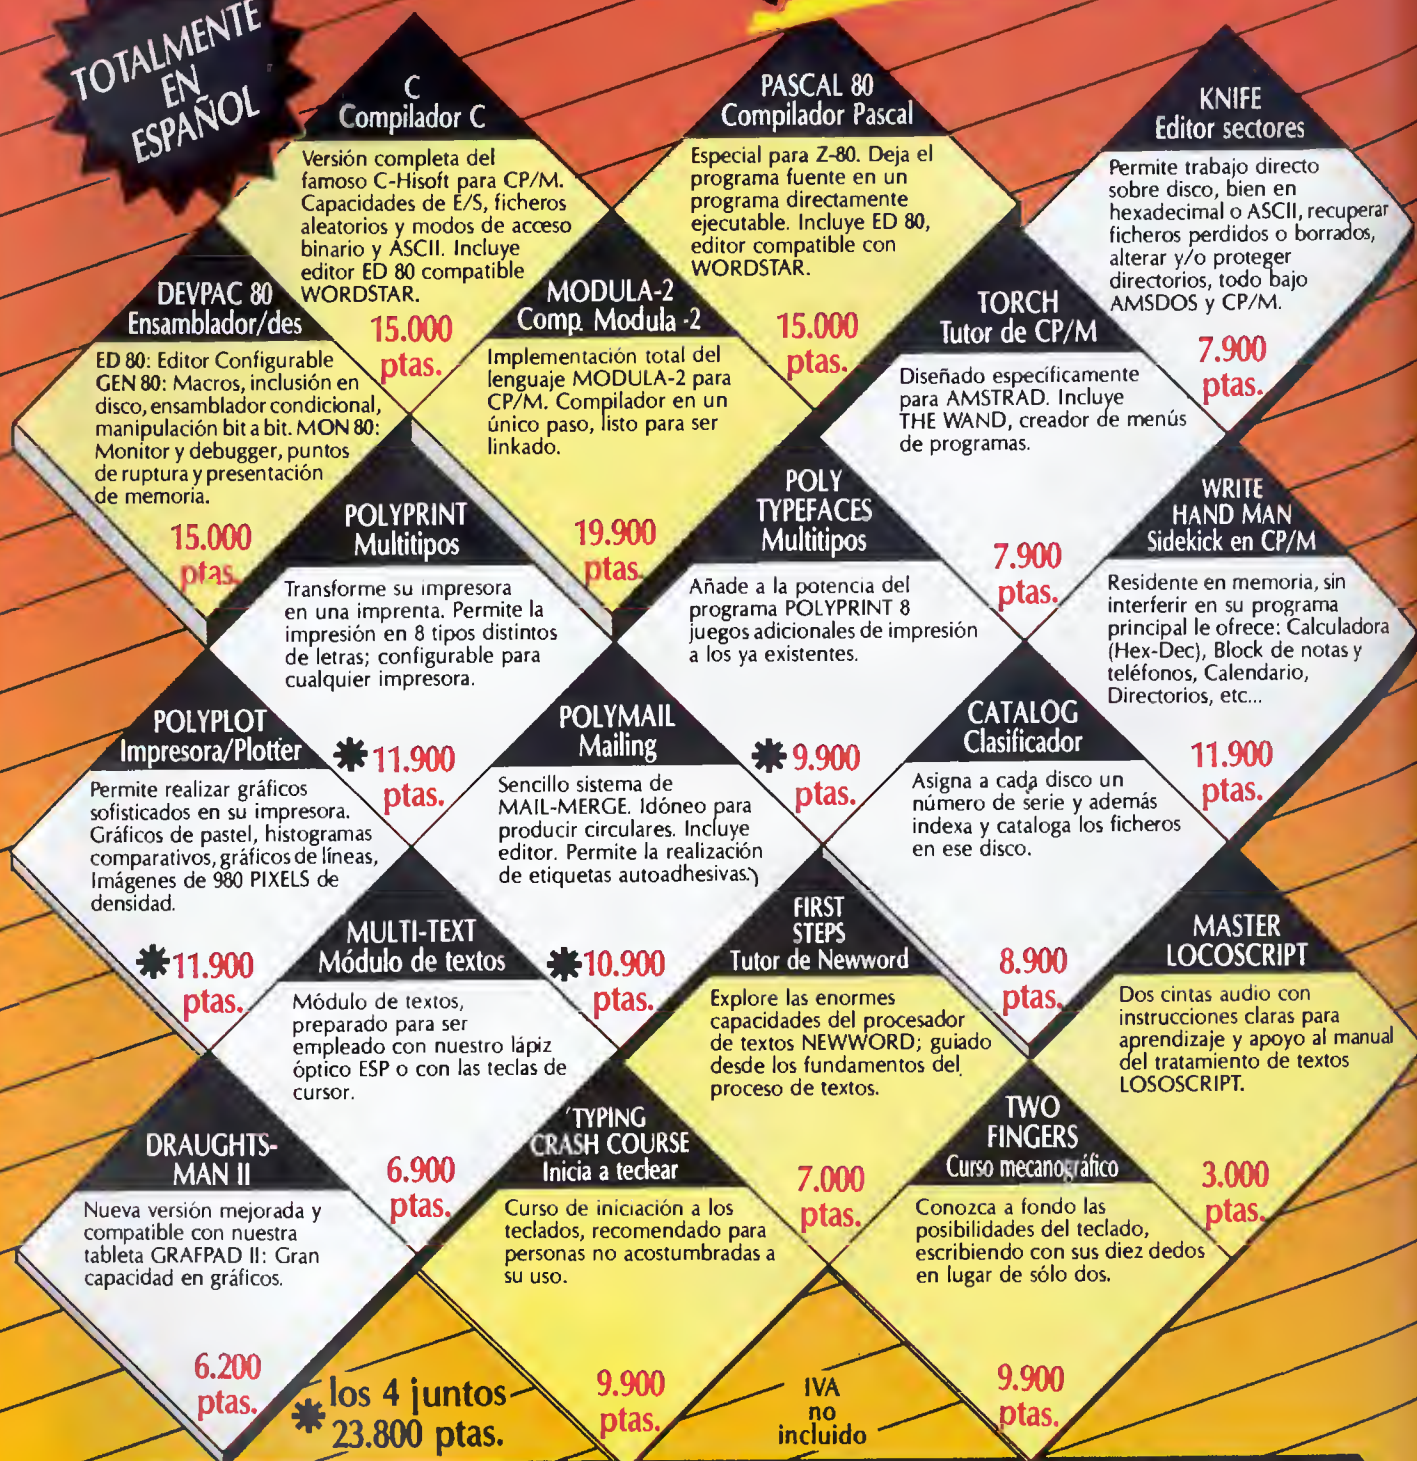 TOTALMENTE
EN
ESPAÑOL
C
Compilador C
Versión completa del
famoso C-Hisoft para CP/M.
Capacidades de E/S, ficheros
aleatorios y modos de acceso
binario y ASCII. Incluye
editor ED 80 compatible
WORDSTAR.
15.000
ptas.
PASCAL 80
Compilador Pascal
Especial para Z-80. Deja el
programa fuente en un
programa directamente
ejecutable. Incluye ED 80,
editor compatible con
WORDSTAR.
15.000
ptas.
KNIFE
Editor sectores
Permite trabajo directo
sobre disco, bien en
hexadecimal o ASCII, recuperar
ficheros perdidos o borrados,
alterar y/o proteger
directorios, todo bajo
AMSDOS y CP/M.
7.900
ptas.
DEVPAC 80
Ensamblador/des
ED 80: Editor Configurable
GEN 80: Macros, inclusión en
disco, ensamblador condicional,
manipulación bit a bit. MON 80:
Monitor y debugger, puntos
de ruptura y presentación
de memoria.
15.000
ptas.
MODULA-2
Comp. Modula -2
Implementación total del
lenguaje MODULA-2 para
CP/M. Compilador en un
único paso, listo para ser
linkado.
19.900
ptas.
TORCH
Tutor de CP/M
Diseñado específicamente
para AMSTRAD. Incluye
THE WAND, creador de menús
de programas.
7.900
ptas.
POLYPRINT
Multitipos
Transforme su impresora
en una imprenta. Permite la
impresión en 8 tipos distintos
de letras; configurable para
cualquier impresora.
✱ 11.900
ptas.
POLY
TYPEFACES
Multitipos
Añade a la potencia del
programa POLYPRINT 8
juegos adicionales de impresión
a los ya existentes.
✱ 9.900
ptas.
WRITE
HAND MAN
Sidekick en CP/M
Residente en memoria, sin
interferir en su programa
principal le ofrece: Calculadora
(Hex-Dec), Block de notas y
teléfonos, Calendario,
Directorios, etc...
11.900
ptas.
POLYPLOT
Impresora/Plotter
Permite realizar gráficos
sofisticados en su impresora.
Gráficos de pastel, histogramas
comparativos, gráficos de líneas,
Imágenes de 980 PIXELS de
densidad.
✱ 11.900
ptas.
POLYMAIL
Mailing
Sencillo sistema de
MAIL-MERGE. Idóneo para
producir circulares. Incluye
editor. Permite la realización
de etiquetas autoadhesivas.
✱ 10.900
ptas.
CATALOG
Clasificador
Asigna a cada disco un
número de serie y además
indexa y cataloga los ficheros
en ese disco.
8.900
ptas.
MULTI-TEXT
Módulo de textos
Módulo de textos,
preparado para ser
empleado con nuestro lápiz
óptico ESP o con las teclas de
cursor.
6.900
ptas.
FIRST
STEPS
Tutor de Newword
Explore las enormes
capacidades del procesador
de textos NEWWORD; guiado
desde los fundamentos del
proceso de textos.
7.000
ptas.
MASTER
LOCOSCRIPT
Dos cintas audio con
instrucciones claras para
aprendizaje y apoyo al manual
del tratamiento de textos
LOSOSCRIPT.
3.000
ptas.
DRAUGHTS-
MAN II
Nueva versión mejorada y
compatible con nuestra
tableta GRAFPAD II: Gran
capacidad en gráficos.
6.200
ptas.
TYPING
CRASH COURSE
Inicia a teclear
Curso de iniciación a los
teclados, recomendado para
personas no acostumbradas a
su uso.
9.900
ptas.
TWO
FINGERS
Curso mecanográfico
Conozca a fondo las
posibilidades del teclado,
escribiendo con sus diez dedos
en lugar de sólo dos.
9.900
ptas.
✱ los 4 juntos
23.800 ptas.
IVA
no
incluido